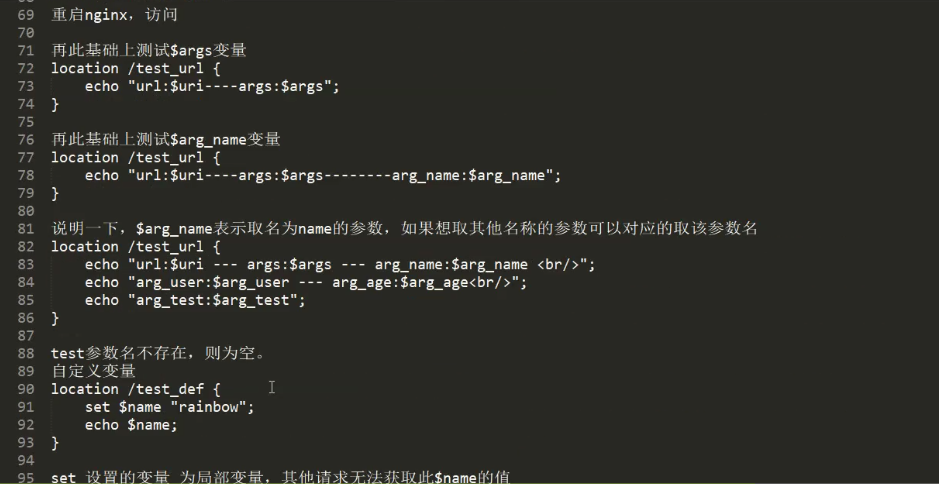 69 重启nginx，访问
70
71 再此基础上测试$args变量
72 location /test_url {
73     echo "url:$uri----args:$args";
74 }
75
76 再此基础上测试$arg_name变量
77 location /test_url {
78     echo "url:$uri----args:$args--------arg_name:$arg_name";
79 }
80
81 说明一下，$arg_name表示取名为name的参数，如果想取其他名称的参数可以对应的取该参数名
82 location /test_url {
83     echo "url:$uri --- args:$args --- arg_name:$arg_name <br/>";
84     echo "arg_user:$arg_user --- arg_age:$arg_age<br/>";
85     echo "arg_test:$arg_test";
86 }
87
88 test参数名不存在，则为空。
89 自定义变量
90 location /test_def {
91     set $name "rainbow";
92     echo $name;
93 }
94
95 set 设置的变量 为局部变量，其他请求无法获取此$name的值